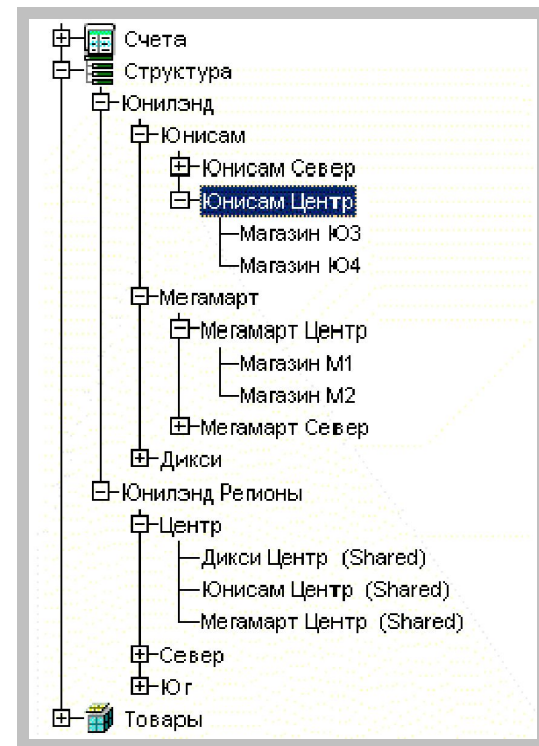 Счета
Структура
Юнилэнд
Юнисам
Юнисам Север
Юнисам Центр
Магазин Ю3
Магазин Ю4
Мегамарт
Мегамарт Центр
Магазин М1
Магазин М2
Мегамарт Север
Дикси
Юнилэнд Регионы
Центр
Дикси Центр (Shared)
Юнисам Центр (Shared)
Мегамарт Центр (Shared)
Север
Юг
Товары